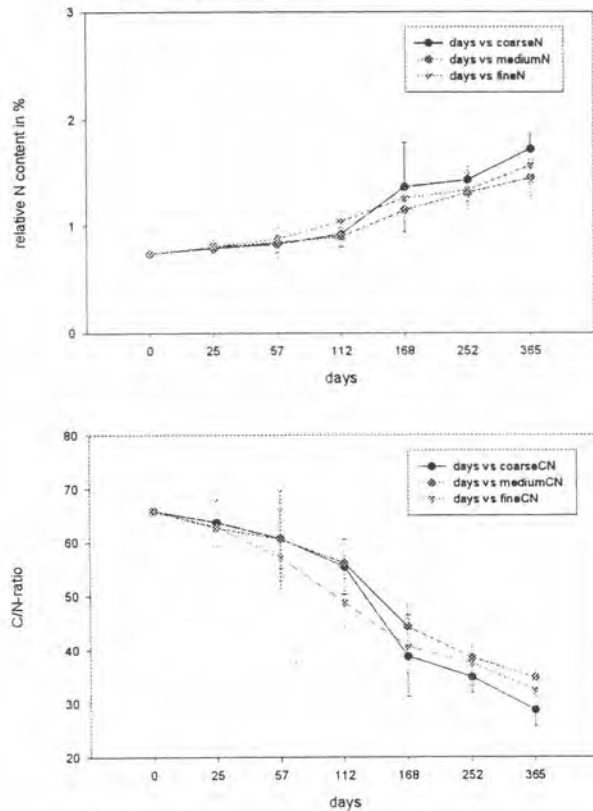 3
2
1
0
relative N content in %
days vs coarseN
days vs mediumN
days vs fineN
0 25 57 112 168 252 365
days
80
70
60
50
40
30
20
C/N-ratio
days vs coarseCN
days vs mediumCN
days vs fineCN
0 25 57 112 168 252 365
days